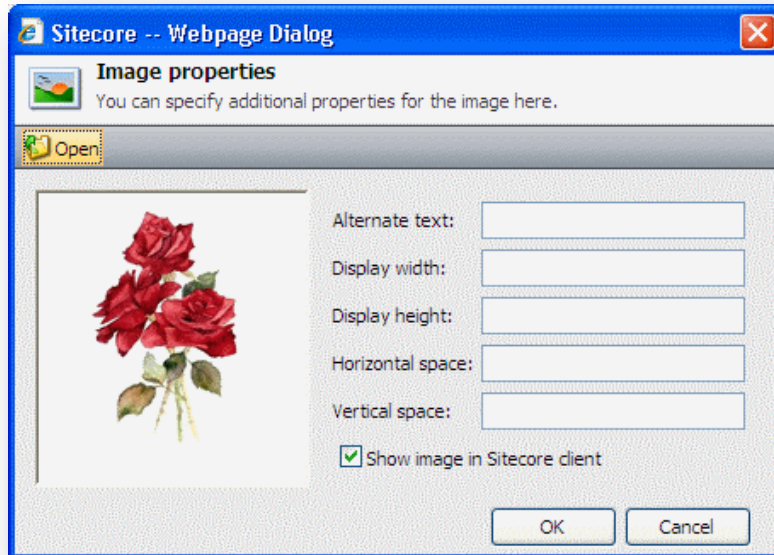 Sitecore -- Webpage Dialog
Image properties
You can specify additional properties for the image here.
Open
Alternate text:
Display width:
Display height:
Horizontal space:
Vertical space:
Show image in Sitecore client
OK
Cancel